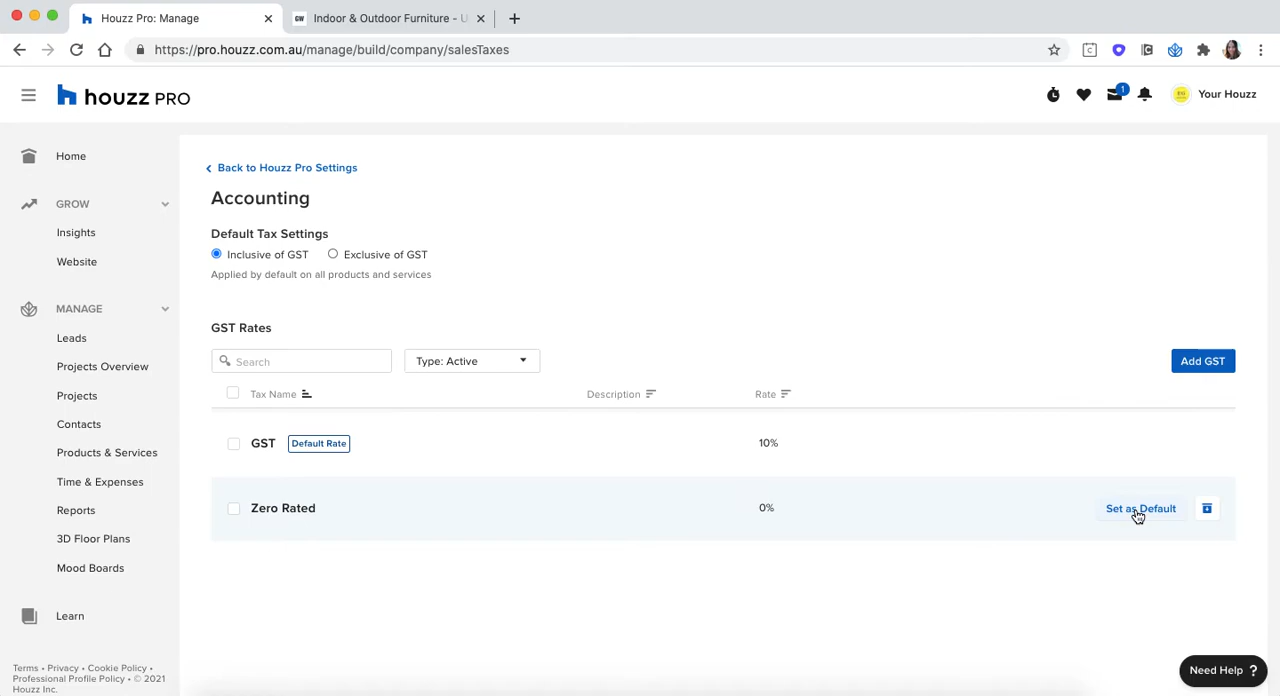 Houzz Pro: Manage
Indoor & Outdoor Furniture - U
https://pro.houzz.com.au/manage/build/company/salesTaxes
houzz PRO
1
Your Houzz
Home
GROW
Insights
Website
MANAGE
Leads
Projects Overview
Projects
Contacts
Products & Services
Time & Expenses
Reports
3D Floor Plans
Mood Boards
Learn
Terms • Privacy • Cookie Policy •
Professional Profile Policy • © 2021
Houzz Inc.
Back to Houzz Pro Settings
Accounting
Default Tax Settings
Inclusive of GST Exclusive of GST
Applied by default on all products and services
GST Rates
Search Type: Active Add GST
Tax Name Description Rate
GST Default Rate 10%
Zero Rated 0% Set as Default
Need Help ?